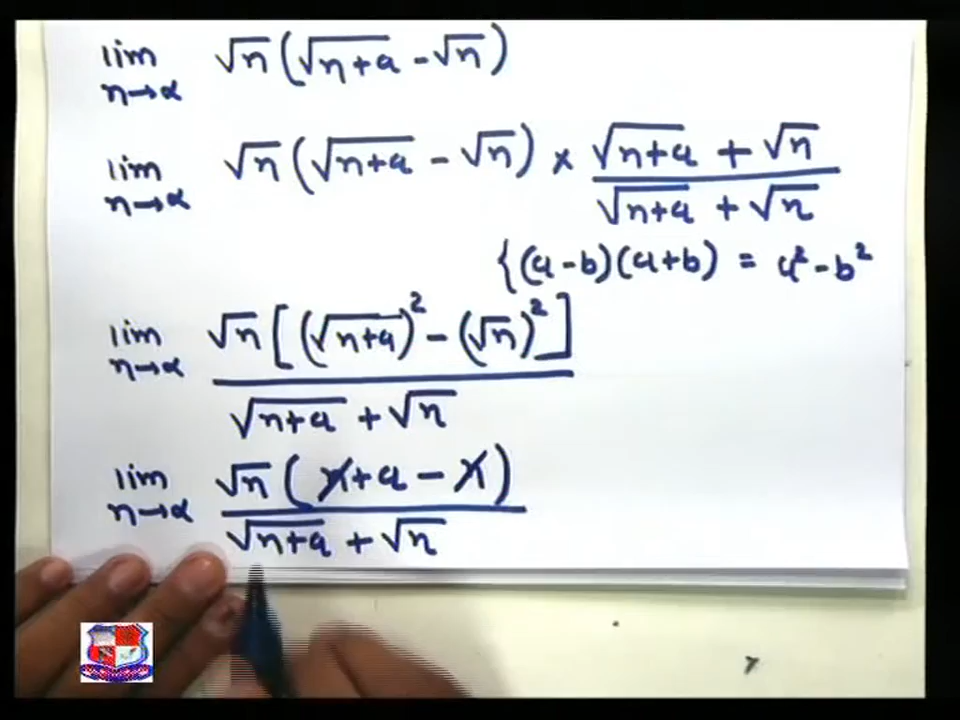 lim n→α √n(√n+a - √n)
lim n→α √n(√n+a - √n) × √n+a + √n / √n+a + √n
{(a-b)(a+b) = a²-b²
lim n→α √n[(√n+a)² - (√n)²] / √n+a + √n
lim n→α √n(n+a-n) / √n+a + √n